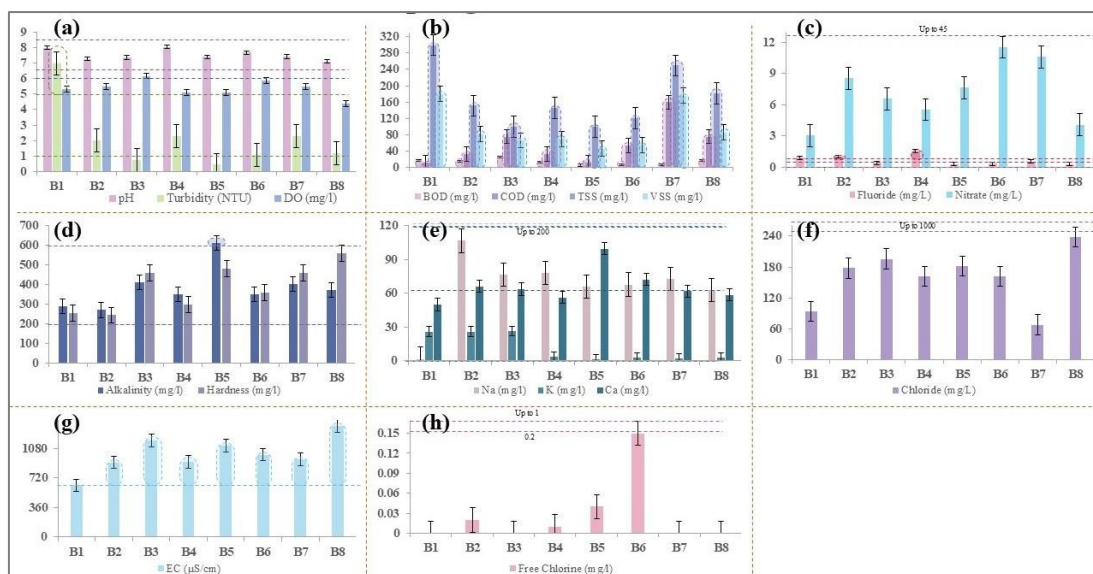 (a)
9
8
7
6
5
4
3
2
1
0
B1 B2 B3 B4 B5 B6 B7 B8
pH Turbidity (NTU) DO (mg/l)
(b)
320
280
240
200
160
120
80
40
0
B1 B2 B3 B4 B5 B6 B7 B8
BOD (mg/l) COD (mg/l) TSS (mg/l) VSS (mg/l)
(c)
Up to 45
12
9
6
3
0
B1 B2 B3 B4 B5 B6 B7 B8
Fluoride (mg/L) Nitrate (mg/L)
(d)
700
600
500
400
300
200
100
0
B1 B2 B3 B4 B5 B6 B7 B8
Alkalinity (mg/l) Hardness (mg/l)
(e)
Up to 200
120
90
60
30
0
B1 B2 B3 B4 B5 B6 B7 B8
Na (mg/l) K (mg/l) Ca (mg/l)
(f)
Up to 1000
240
180
120
60
0
B1 B2 B3 B4 B5 B6 B7 B8
Chloride (mg/L)
(g)
1080
720
360
0
B1 B2 B3 B4 B5 B6 B7 B8
EC (µS/cm)
(h)
Up to 1
0.2
0.15
0.12
0.09
0.06
0.03
0
B1 B2 B3 B4 B5 B6 B7 B8
Free Chlorine (mg/l)